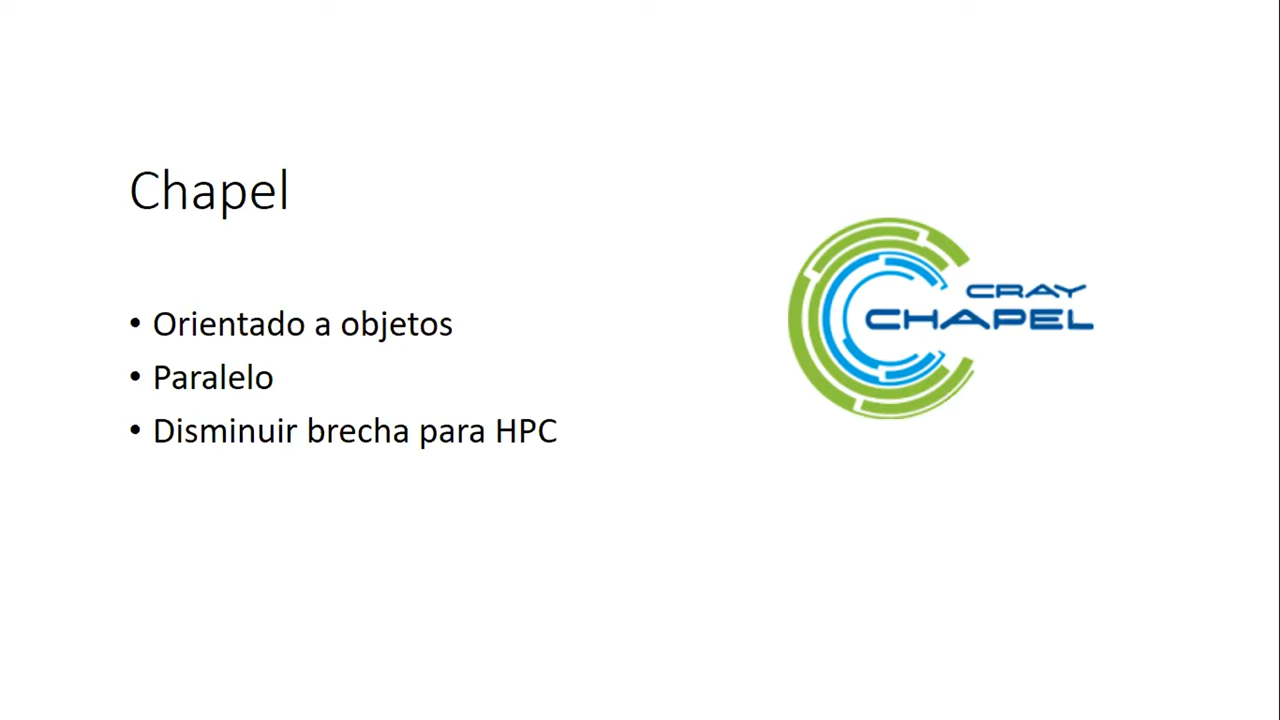 Chapel
• Orientado a objetos
• Paralelo
• Disminuir brecha para HPC
CRAY
CHAPEL